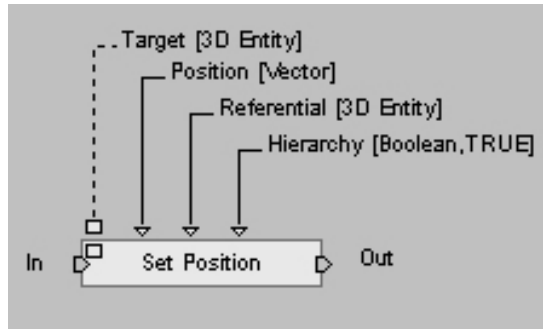 Target [3D Entity]
Position [Vector]
Referential [3D Entity]
Hierarchy [Boolean,TRUE]
In Set Position Out